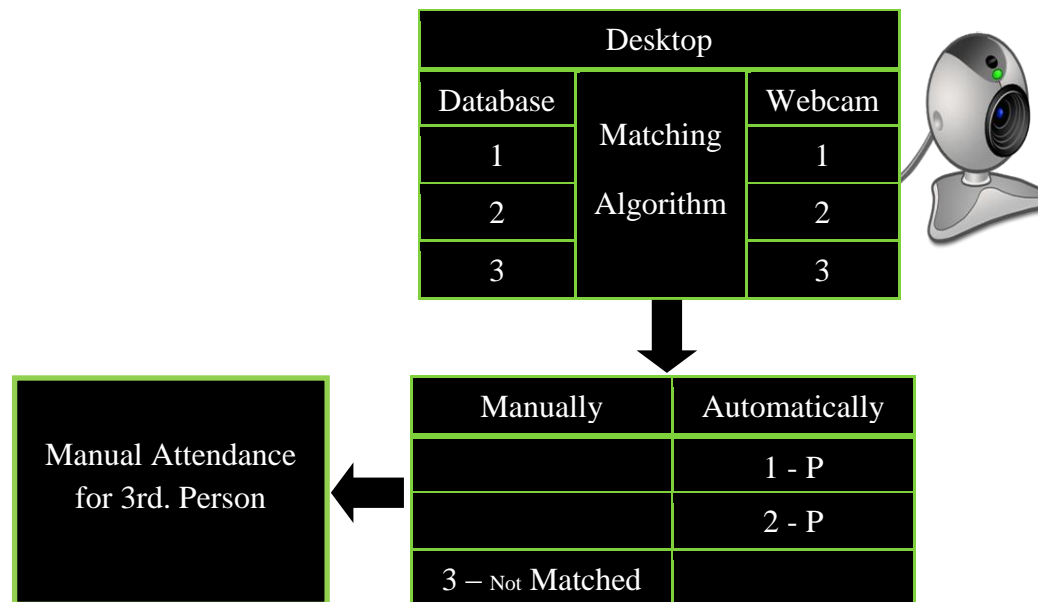 Desktop
Database
Matching
Algorithm
Webcam
1
1
2
2
3
3
Manually
Automatically
1 - P
2 - P
3 – Not Matched
Manual Attendance
for 3rd. Person